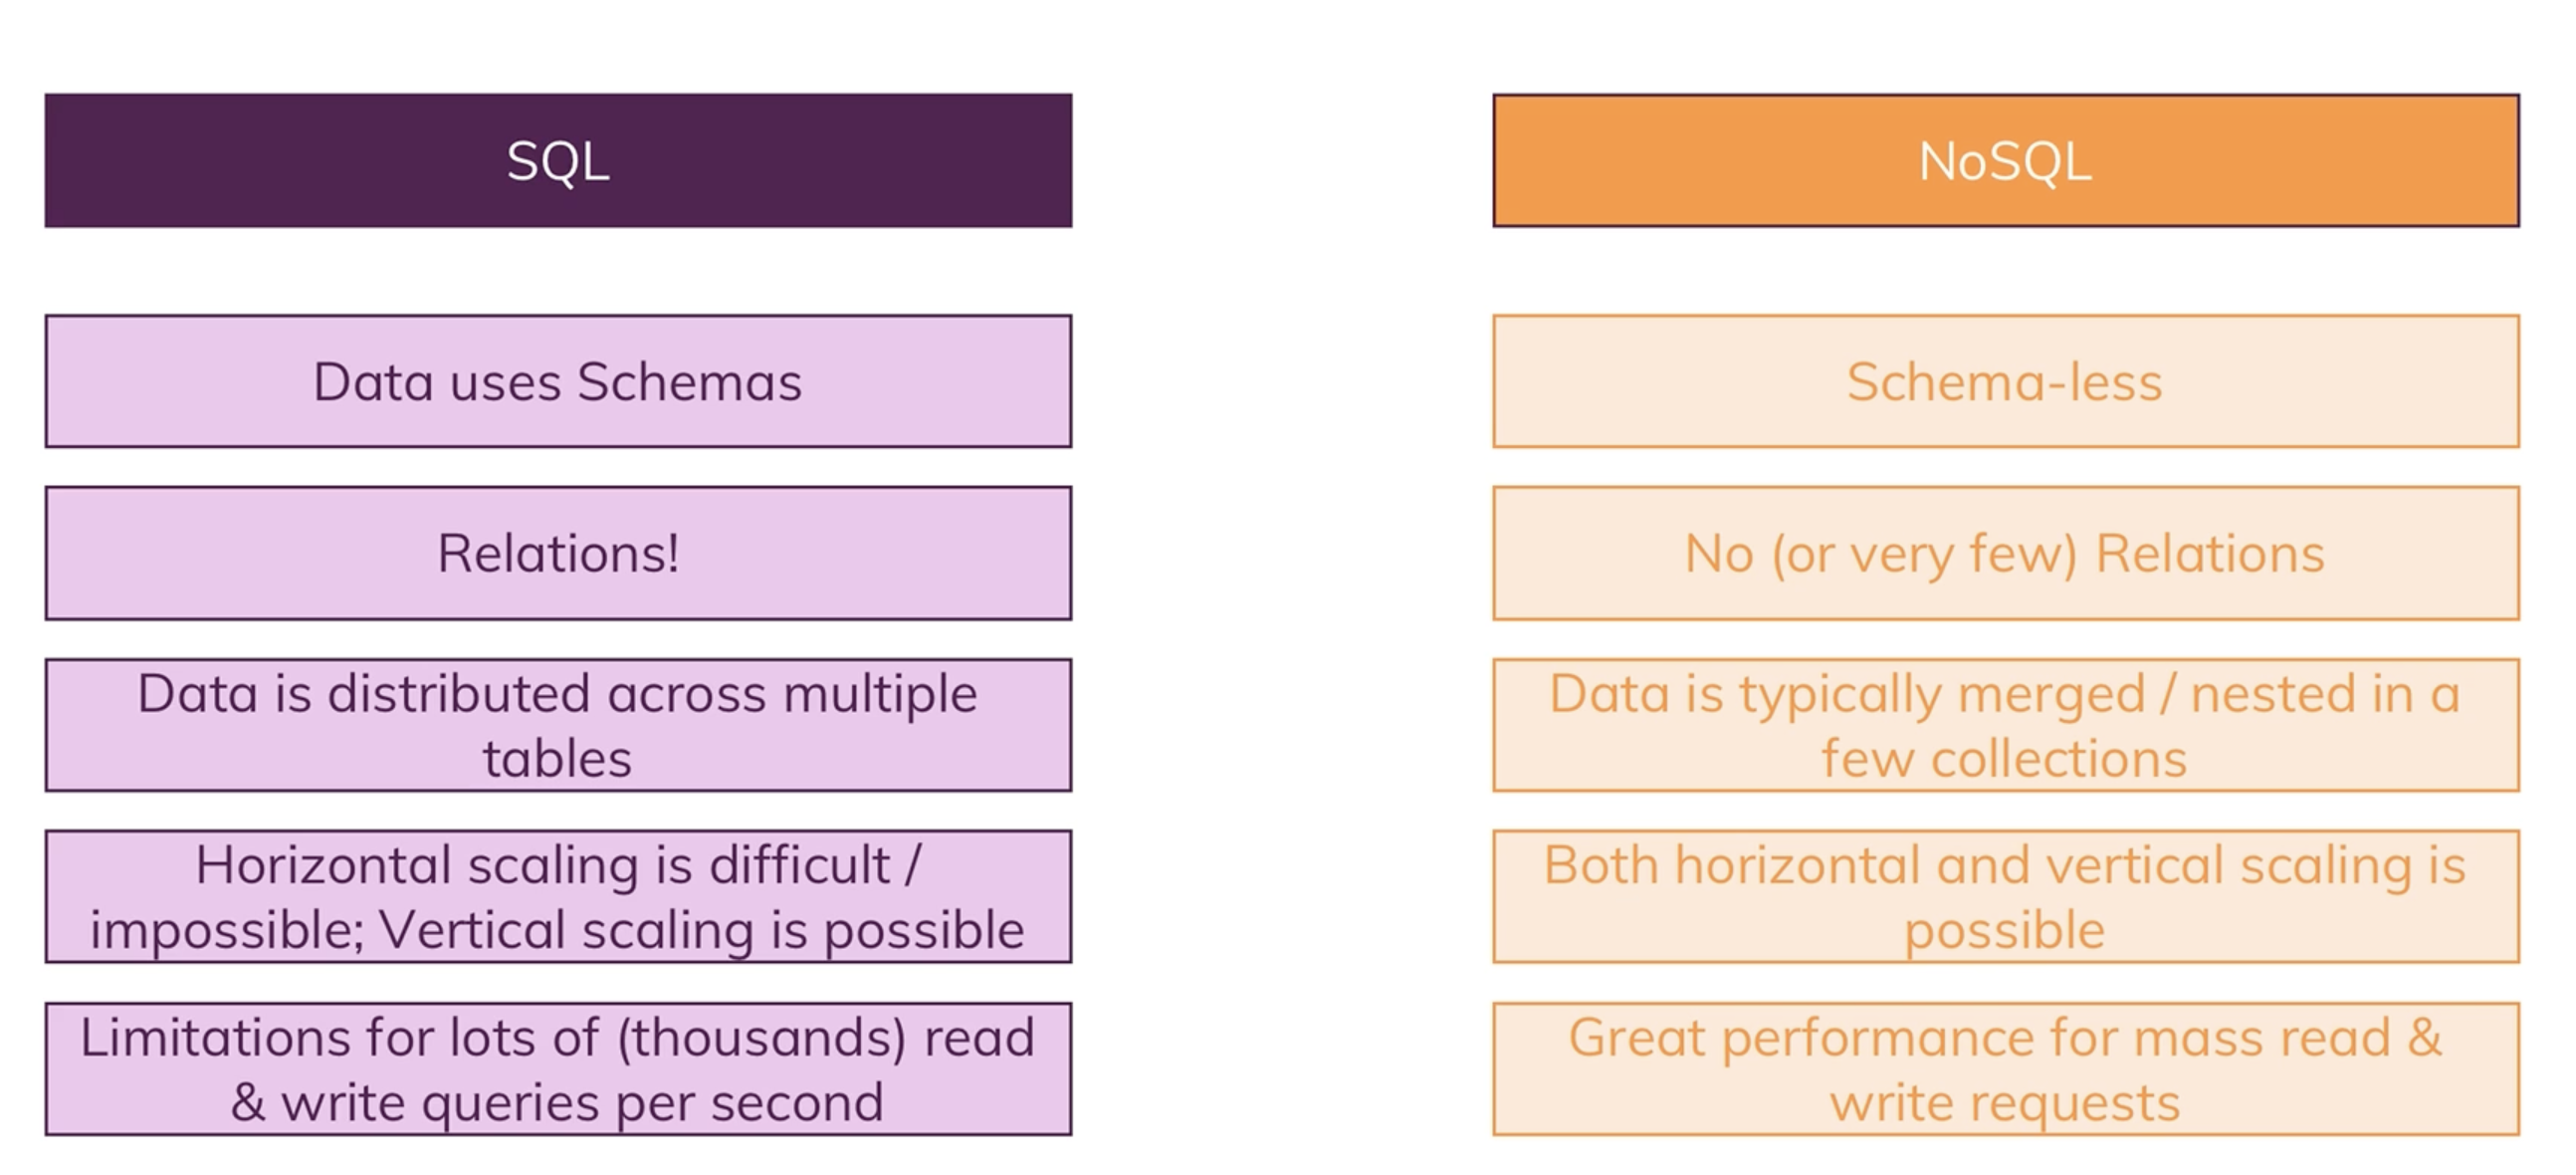 SQL
NoSQL
Data uses Schemas
Schema-less
Relations!
No (or very few) Relations
Data is distributed across multiple
tables
Data is typically merged / nested in a
few collections
Horizontal scaling is difficult /
impossible; Vertical scaling is possible
Both horizontal and vertical scaling is
possible
Limitations for lots of (thousands) read
& write queries per second
Great performance for mass read &
write requests